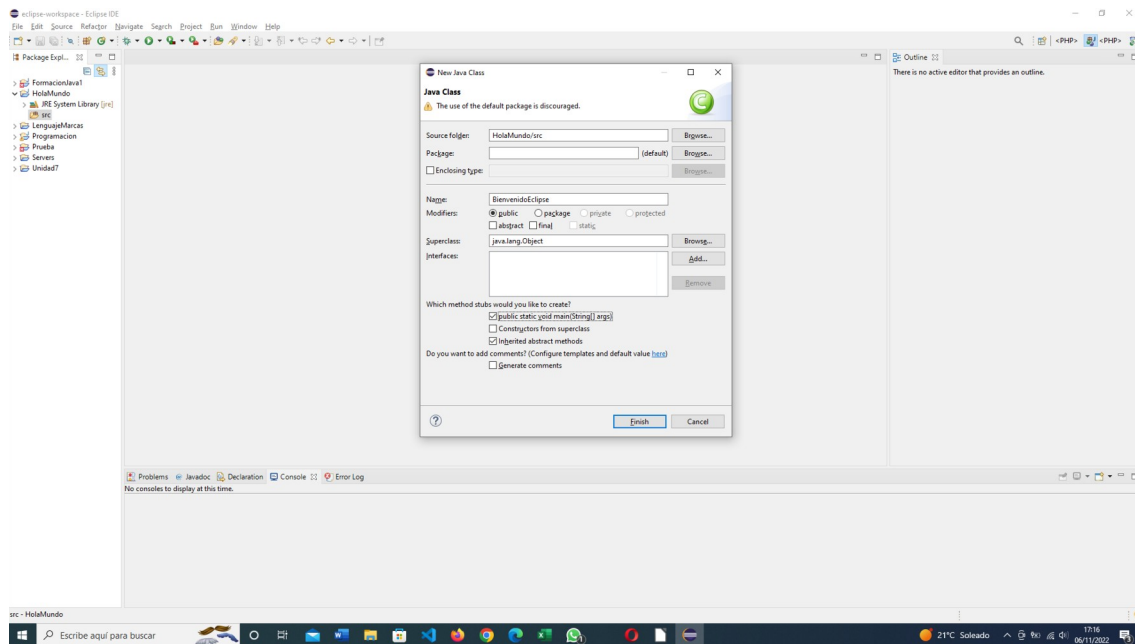 eclipse-workspace - Eclipse IDE
File Edit Source Refactor Navigate Search Project Run Window Help
<PHP> <PHP>
Package Expl...
Outline
There is no active editor that provides an outline.
FormacionJava1
HolaMundo
JRE System Library [jre]
src
LenguajeMarcas
Programacion
Prueba
Servers
Unidad7
New Java Class
Java Class
The use of the default package is discouraged.
Source folder: HolaMundo/src Browse...
Package: (default) Browse...
Enclosing type: Browse...
Name: BienvenidoEclipse
Modifiers: public package private protected
abstract final static
Superclass: java.lang.Object Browse...
Interfaces: Add...
Remove
Which method stubs would you like to create?
public static void main(String[] args)
Constructors from superclass
Inherited abstract methods
Do you want to add comments? (Configure templates and default value here)
Generate comments
Finish Cancel
Problems Javadoc Declaration Console Error Log
No consoles to display at this time.
src - HolaMundo
Escribe aquí para buscar
21°C Soleado
17:16
06/11/2022